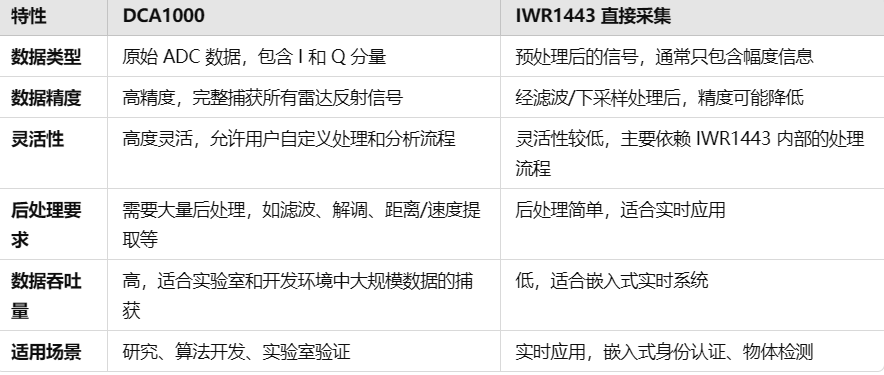 特性 DCA1000 IWR1443 直接采集
数据类型 原始 ADC 数据，包含 I 和 Q 分量 预处理后的信号，通常只包含幅度信息
数据精度 高精度，完整捕获所有雷达反射信号 经滤波/下采样处理后，精度可能降低
灵活性 高度灵活，允许用户自定义处理和分析流程 灵活性较低，主要依赖 IWR1443 内部的处理
流程
后处理要 需要大量后处理，如滤波、解调、距离/速度提 后处理简单，适合实时应用
求 取等
数据吞吐 高，适合实验室和开发环境中大规模数据的捕 低，适合嵌入式实时系统
量 获
适用场景 研究、算法开发、实验室验证 实时应用，嵌入式身份认证、物体检测